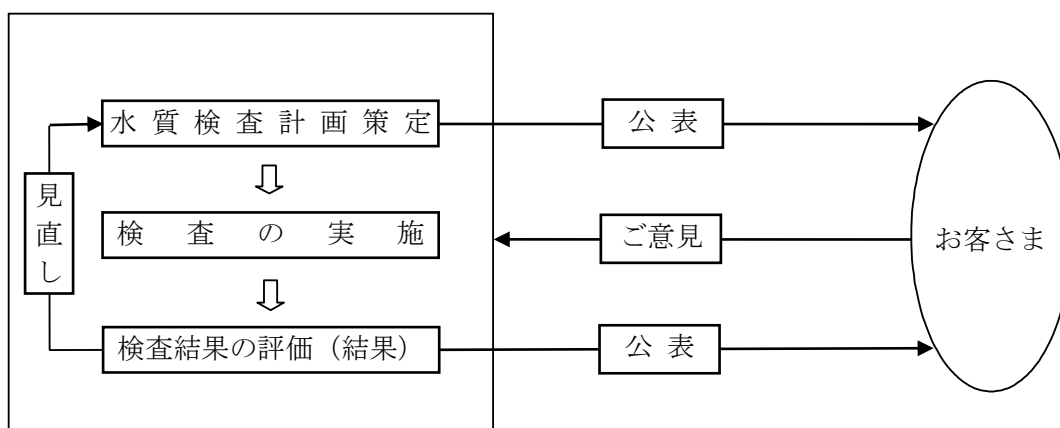 水質検査計画策定
公表
見直し
検査の実施
ご意見
お客さま
検査結果の評価（結果）
公表